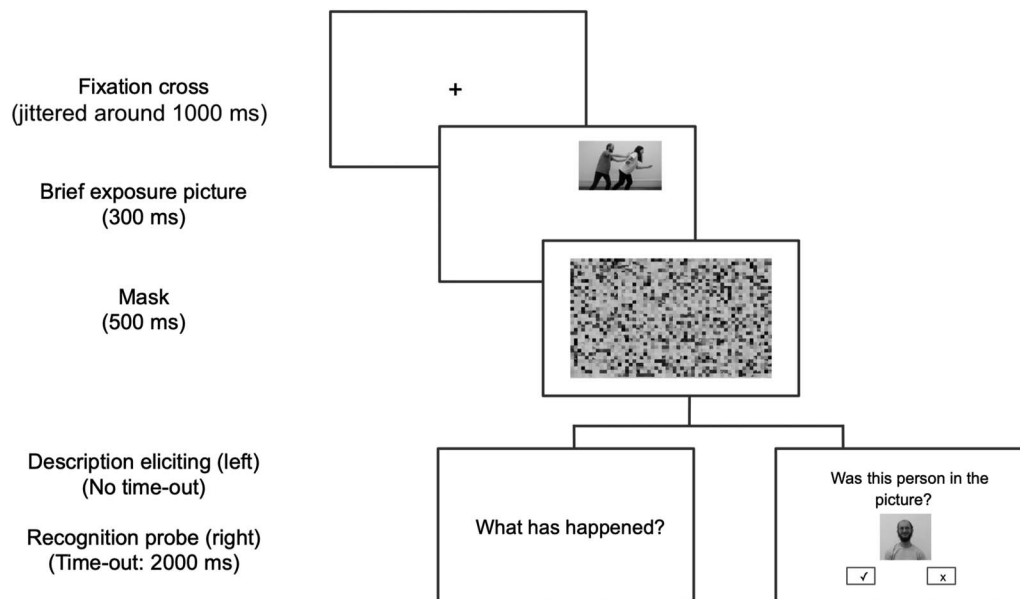 Fixation cross
(jittered around 1000 ms)
+
Brief exposure picture
(300 ms)
Mask
(500 ms)
Description eliciting (left)
(No time-out)
Recognition probe (right)
(Time-out: 2000 ms)
What has happened?
Was this person in the
picture?
✓ x